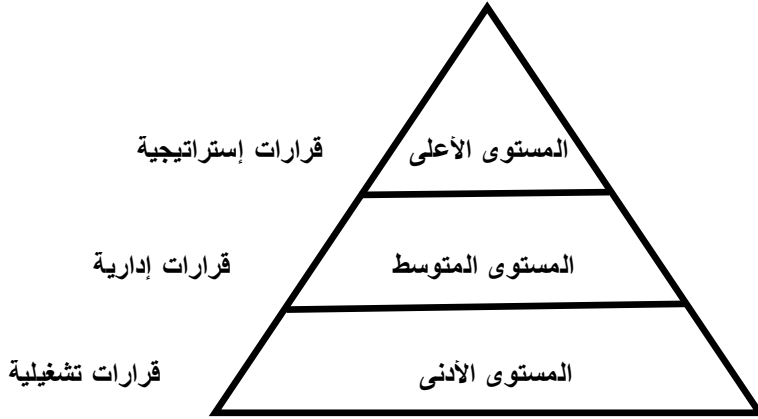 المستوى الأعلى
قرارات إستراتيجية
المستوى المتوسط
قرارات إدارية
المستوى الأدنى
قرارات تشغيلية